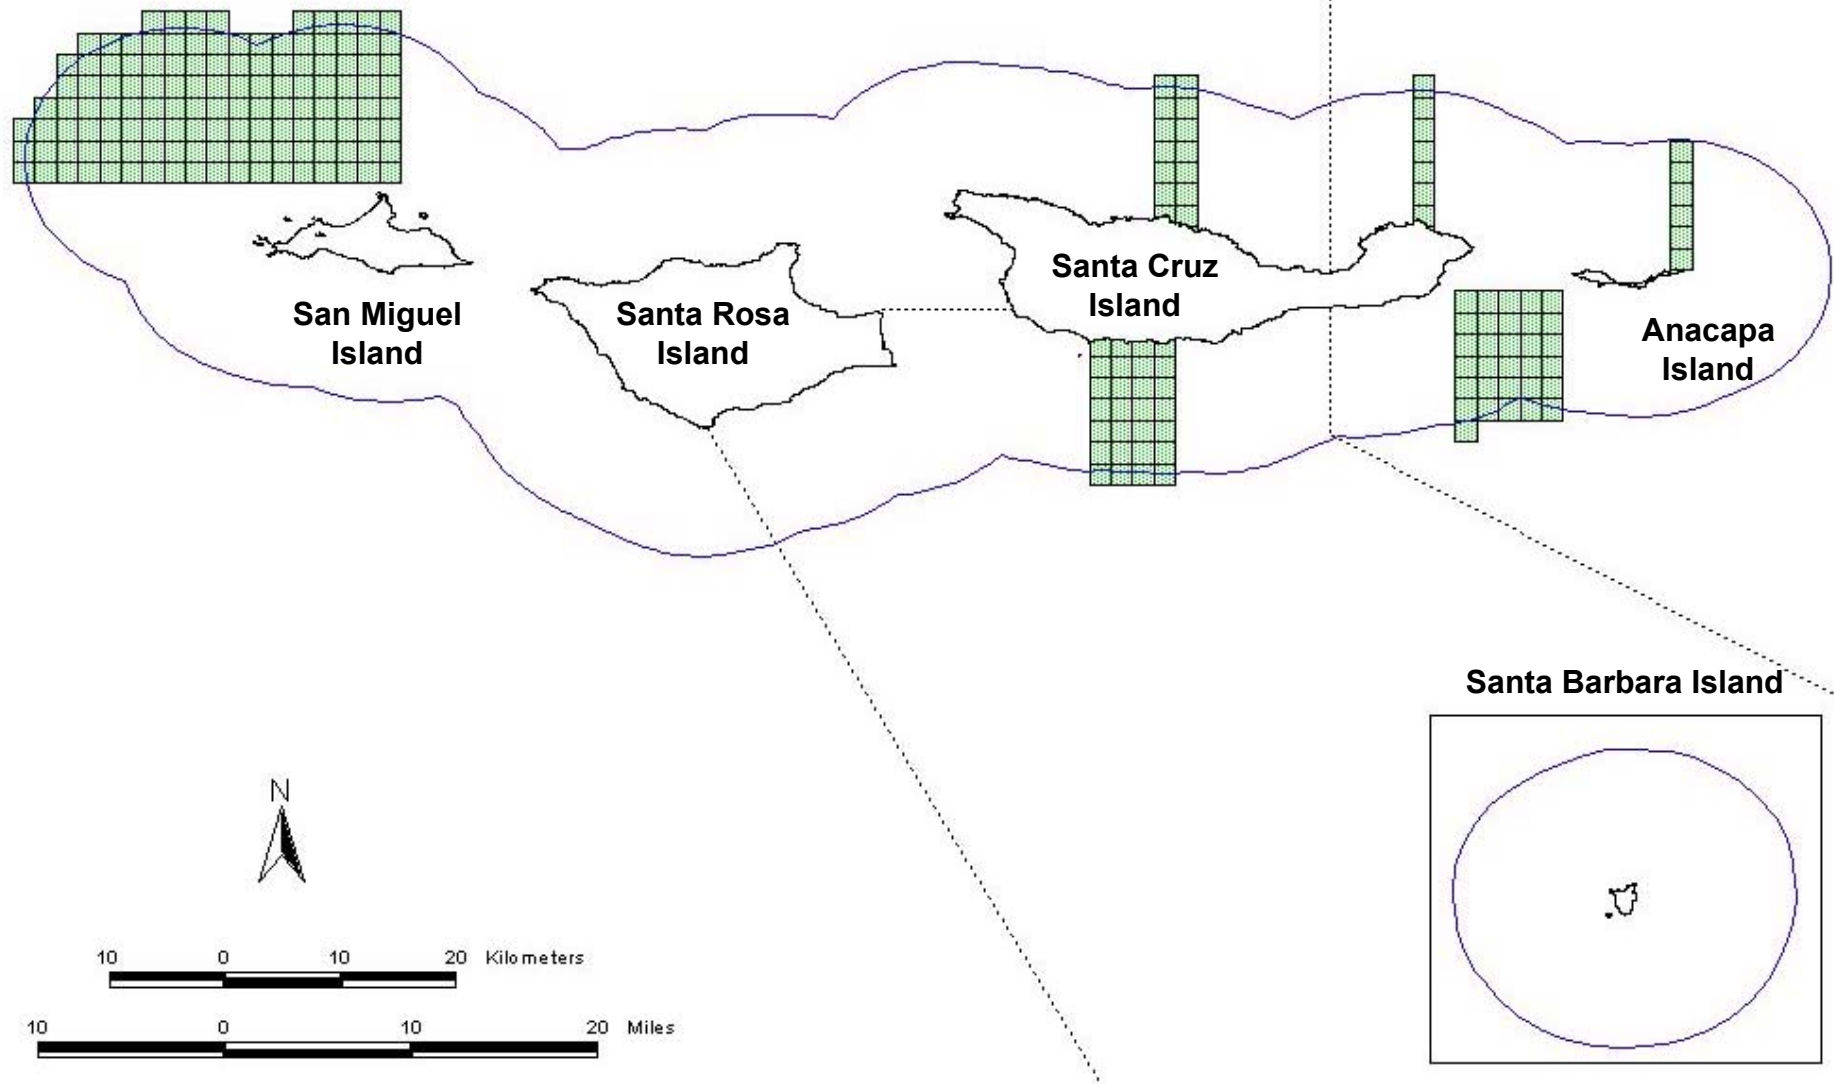 Santa Cruz
Island
San Miguel
Island
Santa Rosa
Island
Anacapa
Island
Santa Barbara Island
N
10 0 10 20 Kilometers
10 0 10 20 Miles